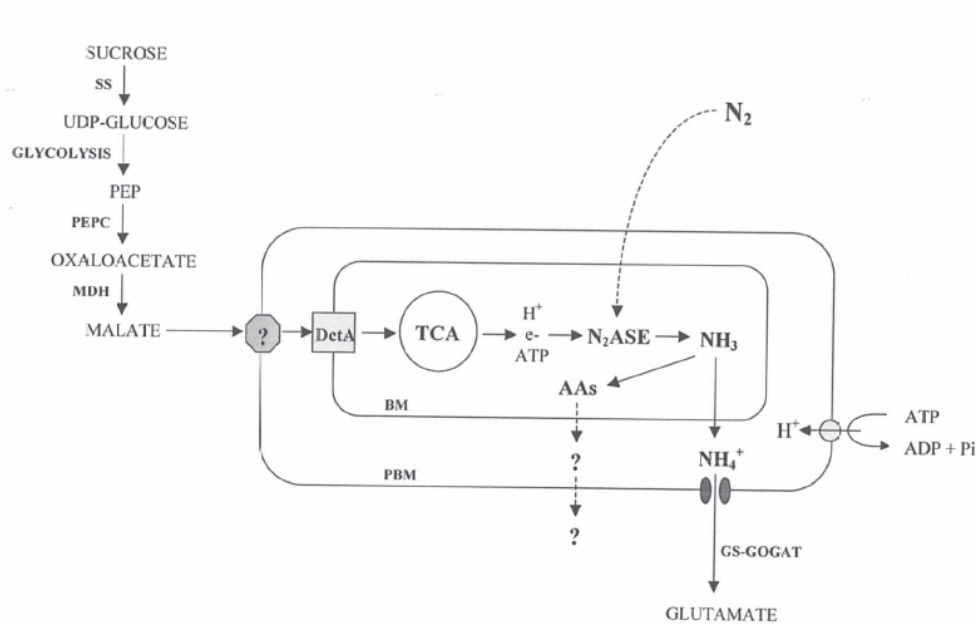 SUCROSE
SS
UDP-GLUCOSE
GLYCOLYSIS
PEP
PEPC
OXALOACETATE
MDH
MALATE
?
DctA
TCA
H⁺
e-
ATP
N₂ASE
N₂
NH₃
AAs
BM
?
PBM
?
NH₄⁺
H⁺
ATP
ADP + Pi
GS-GOGAT
GLUTAMATE